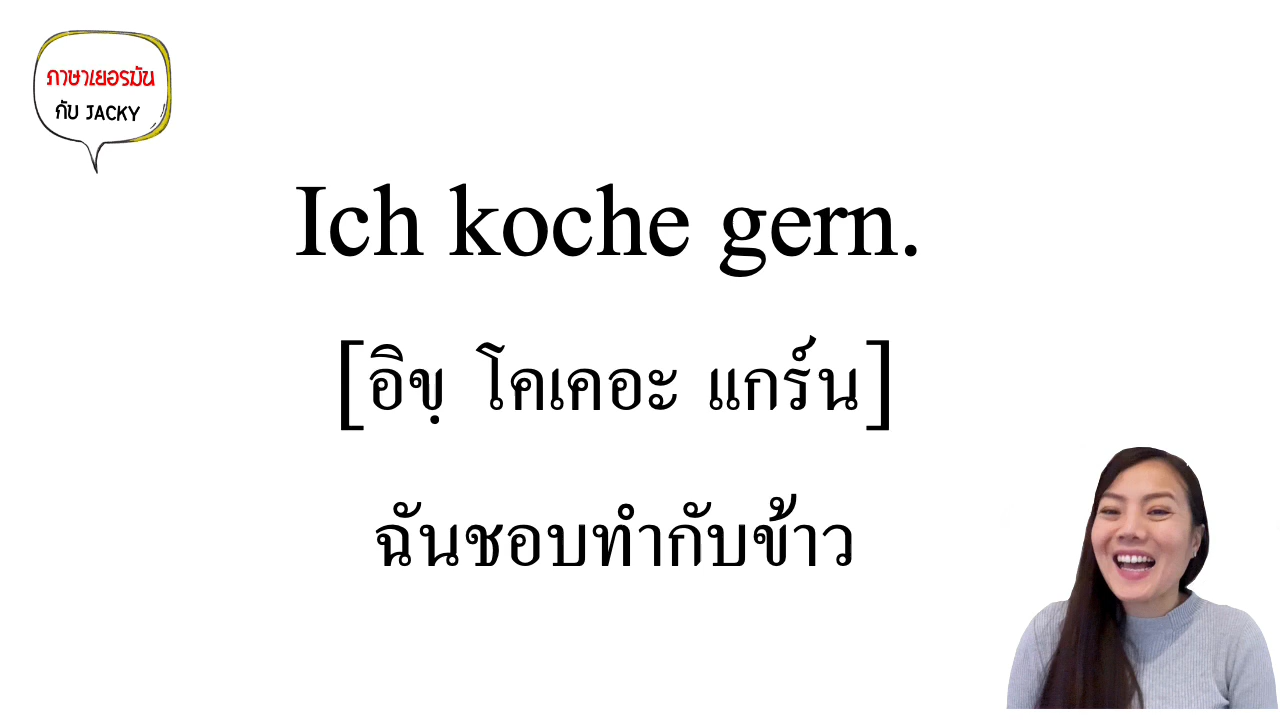 ภาษาเยอรมัน
กับ JACKY
Ich koche gern.
[อิขฺ โคเคอะ แกร์น]
ฉันชอบทำกับข้าว